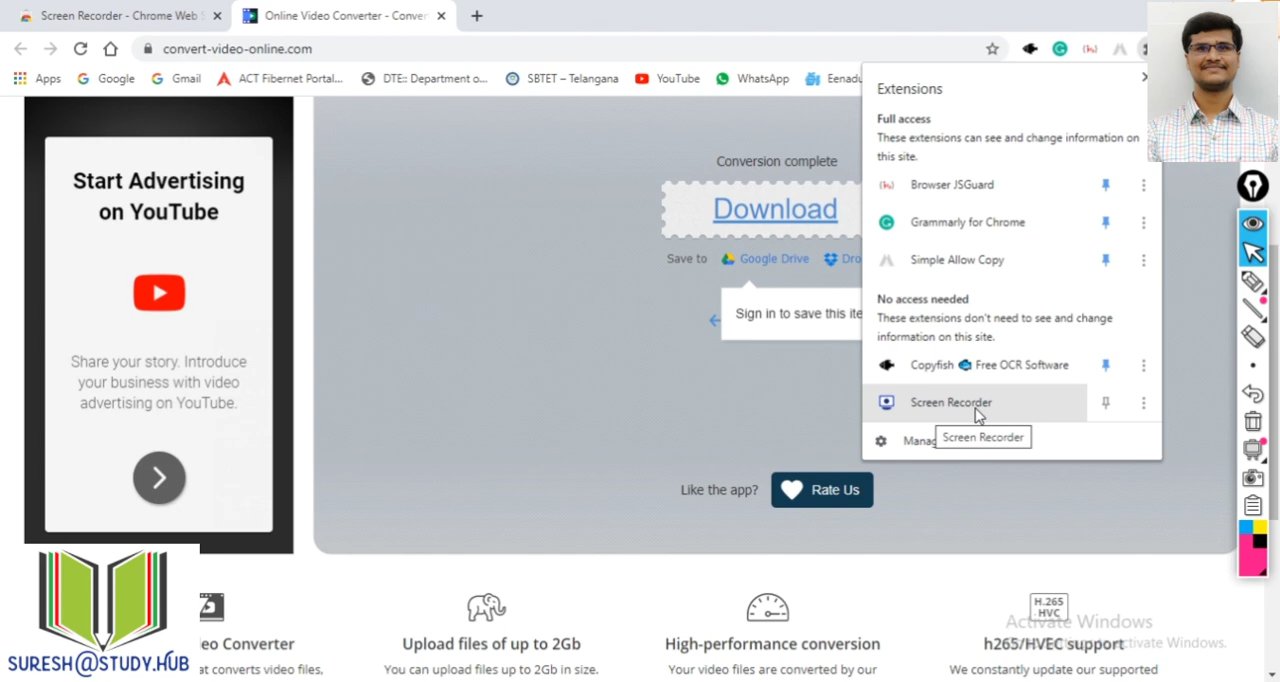 Screen Recorder - Chrome Web
Online Video Converter - Conver
convert-video-online.com
Apps
Google
Gmail
ACT Fibernet Portal...
DTE:: Department o...
SBTET – Telangana
YouTube
WhatsApp
Eenadu
Start Advertising
on YouTube
Share your story. Introduce
your business with video
advertising on YouTube.
Conversion complete
Download
Save to
Google Drive
Dro
Sign in to save this ite
Like the app?
Rate Us
Extensions
Full access
These extensions can see and change information on
this site.
Browser JSGuard
Grammarly for Chrome
Simple Allow Copy
No access needed
These extensions don't need to see and change
information on this site.
Copyfish Free OCR Software
Screen Recorder
Manag
Screen Recorder
SURESH@STUDY.HUB
eo Converter
at converts video files,
Upload files of up to 2Gb
You can upload files up to 2Gb in size.
High-performance conversion
Your video files are converted by our
H.265
HVC
h265/HVEC support
We constantly update our supported
Activate Windows
activate Windows.